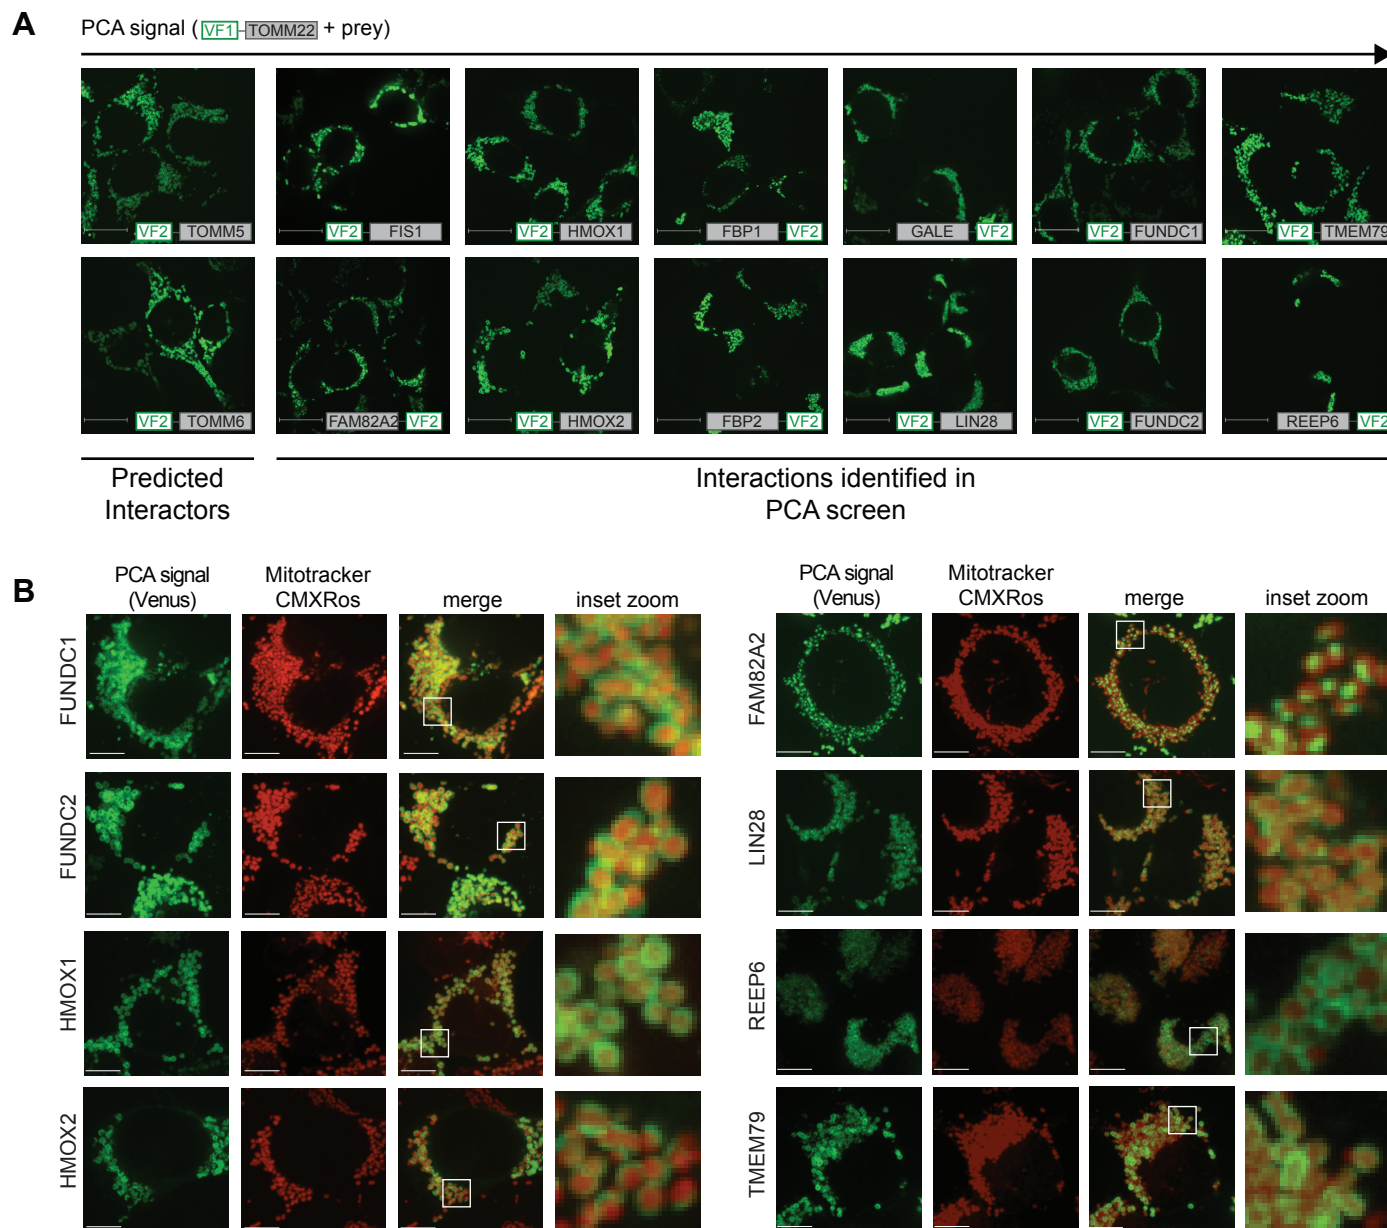 A
PCA signal ( VF1 TOMM22 + prey)
VF2 TOMM5
VF2 FIS1
VF2 HMOX1
FBP1 VF2
GALE VF2
VF2 FUNDC1
VF2 TMEM79
VF2 TOMM6
FAM82A2 VF2
VF2 HMOX2
FBP2 VF2
VF2 LIN28
VF2 FUNDC2
REEP6 VF2
Predicted
Interactors
Interactions identified in
PCA screen
B
PCA signal
(Venus)
Mitotracker
CMXRos
merge
inset zoom
FUNDC1
FUNDC2
HMOX1
HMOX2
PCA signal
(Venus)
Mitotracker
CMXRos
merge
inset zoom
FAM82A2
LIN28
REEP6
TMEM79